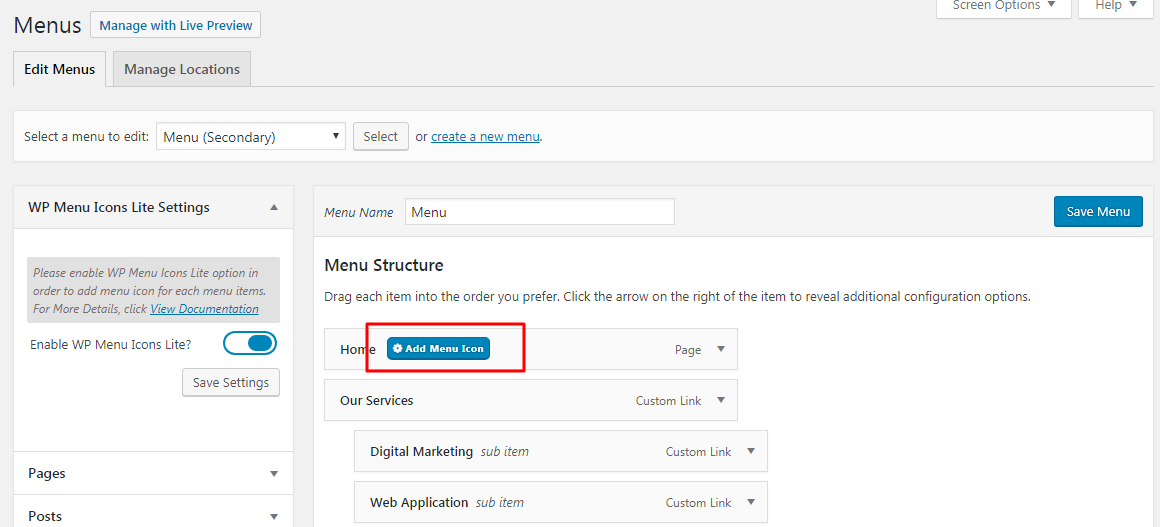 Menus Manage with Live Preview Screen Options Help
Edit Menus Manage Locations
Select a menu to edit: Menu (Secondary) Select or create a new menu.
WP Menu Icons Lite Settings
Please enable WP Menu Icons Lite option in
order to add menu icon for each menu items.
For More Details, click View Documentation
Enable WP Menu Icons Lite?
Save Settings
Pages
Posts
Menu Name Menu Save Menu
Menu Structure
Drag each item into the order you prefer. Click the arrow on the right of the item to reveal additional configuration options.
Home Add Menu Icon Page
Our Services Custom Link
Digital Marketing sub item Custom Link
Web Application sub item Custom Link